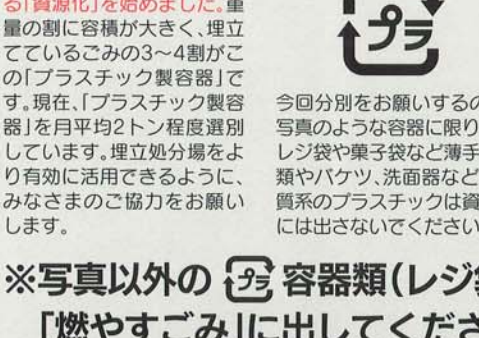 る「資源化」を始めました。重
量の割に容積が大きく、埋立
てているごみの3〜4割がこ
の「プラスチック製容器」で
す。現在、「プラスチック製容
器」を月平均2トン程度選別
しています。埋立処分場をよ
り有効に活用できるように、
みなさまのご協力をお願い
します。
プラ
今回分別をお願いするの
写真のような容器に限り
レジ袋や菓子袋など薄手
類やバケツ、洗面器など
質系のプラスチックは資
には出さないでください
※写真以外の プラ 容器類(レジ袋
「燃やすごみ」に出してくださ